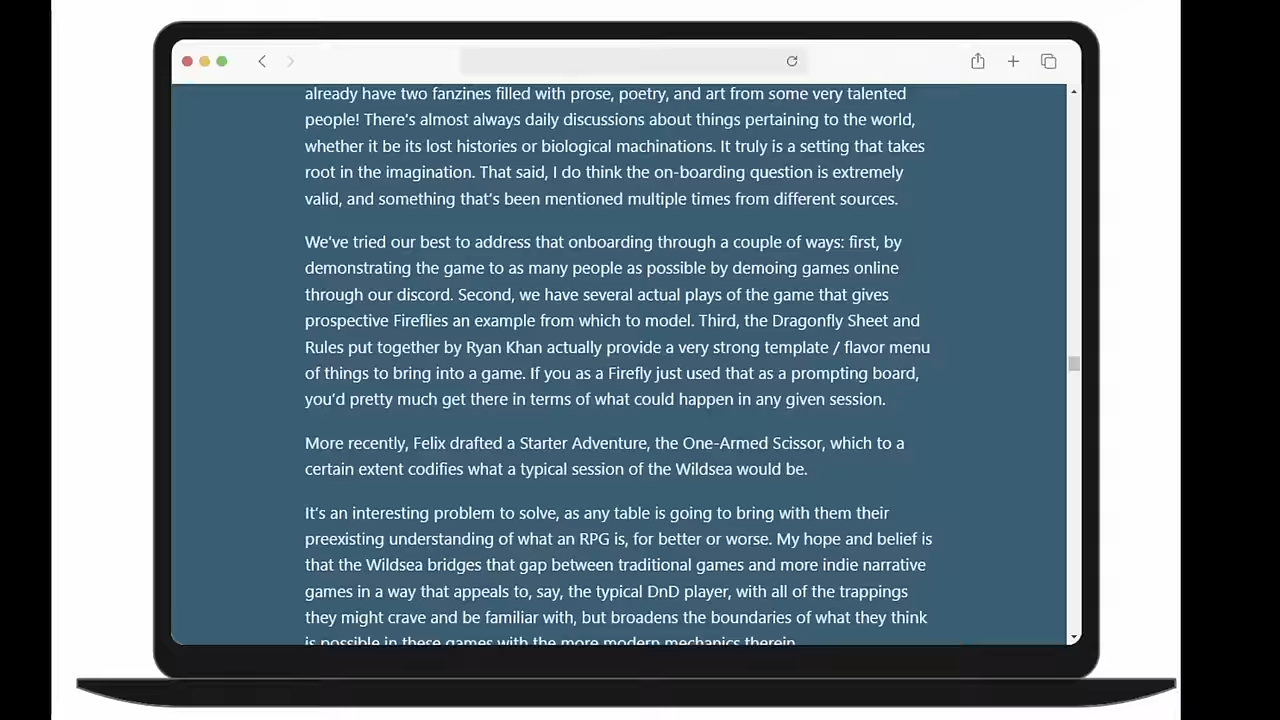 already have two fanzines filled with prose, poetry, and art from some very talented
people! There's almost always daily discussions about things pertaining to the world,
whether it be its lost histories or biological machinations. It truly is a setting that takes
root in the imagination. That said, I do think the on-boarding question is extremely
valid, and something that's been mentioned multiple times from different sources.
We've tried our best to address that onboarding through a couple of ways: first, by
demonstrating the game to as many people as possible by demoing games online
through our discord. Second, we have several actual plays of the game that gives
prospective Fireflies an example from which to model. Third, the Dragonfly Sheet and
Rules put together by Ryan Khan actually provide a very strong template / flavor menu
of things to bring into a game. If you as a Firefly just used that as a prompting board,
you'd pretty much get there in terms of what could happen in any given session.
More recently, Felix drafted a Starter Adventure, the One-Armed Scissor, which to a
certain extent codifies what a typical session of the Wildsea would be.
It's an interesting problem to solve, as any table is going to bring with them their
preexisting understanding of what an RPG is, for better or worse. My hope and belief is
that the Wildsea bridges that gap between traditional games and more indie narrative
games in a way that appeals to, say, the typical DnD player, with all of the trappings
they might crave and be familiar with, but broadens the boundaries of what they think
is possible in these games with the more modern mechanics therein.